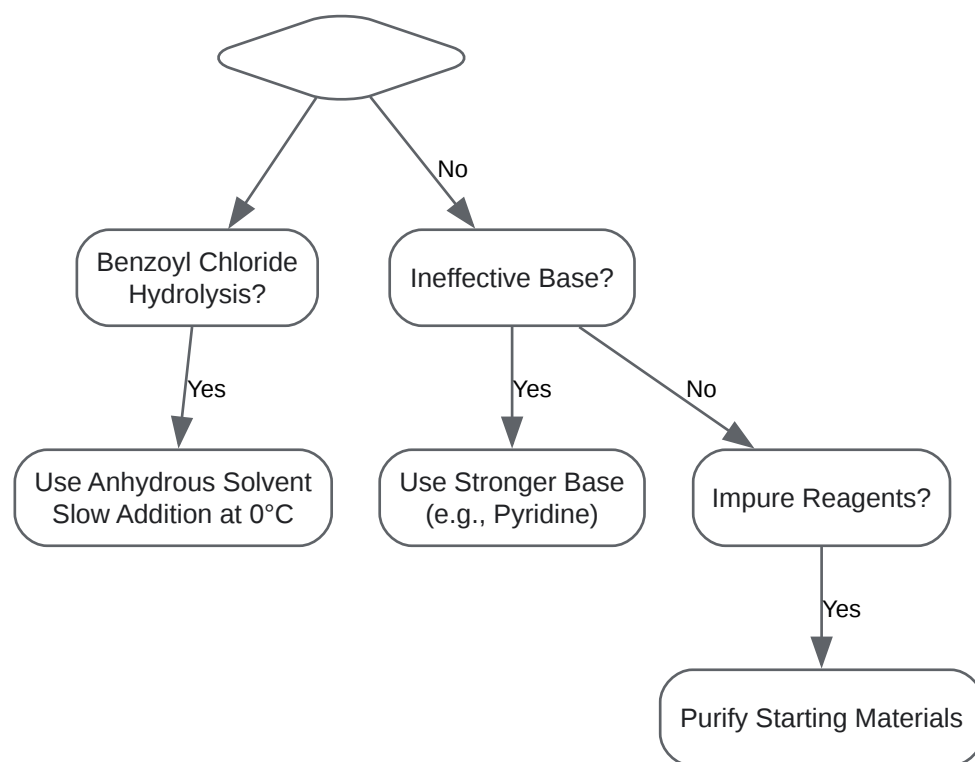 No
Benzoyl Chloride
Hydrolysis?
Ineffective Base?
Yes
Yes
No
Use Anhydrous Solvent
Slow Addition at 0°C
Use Stronger Base
(e.g., Pyridine)
Impure Reagents?
Yes
Purify Starting Materials